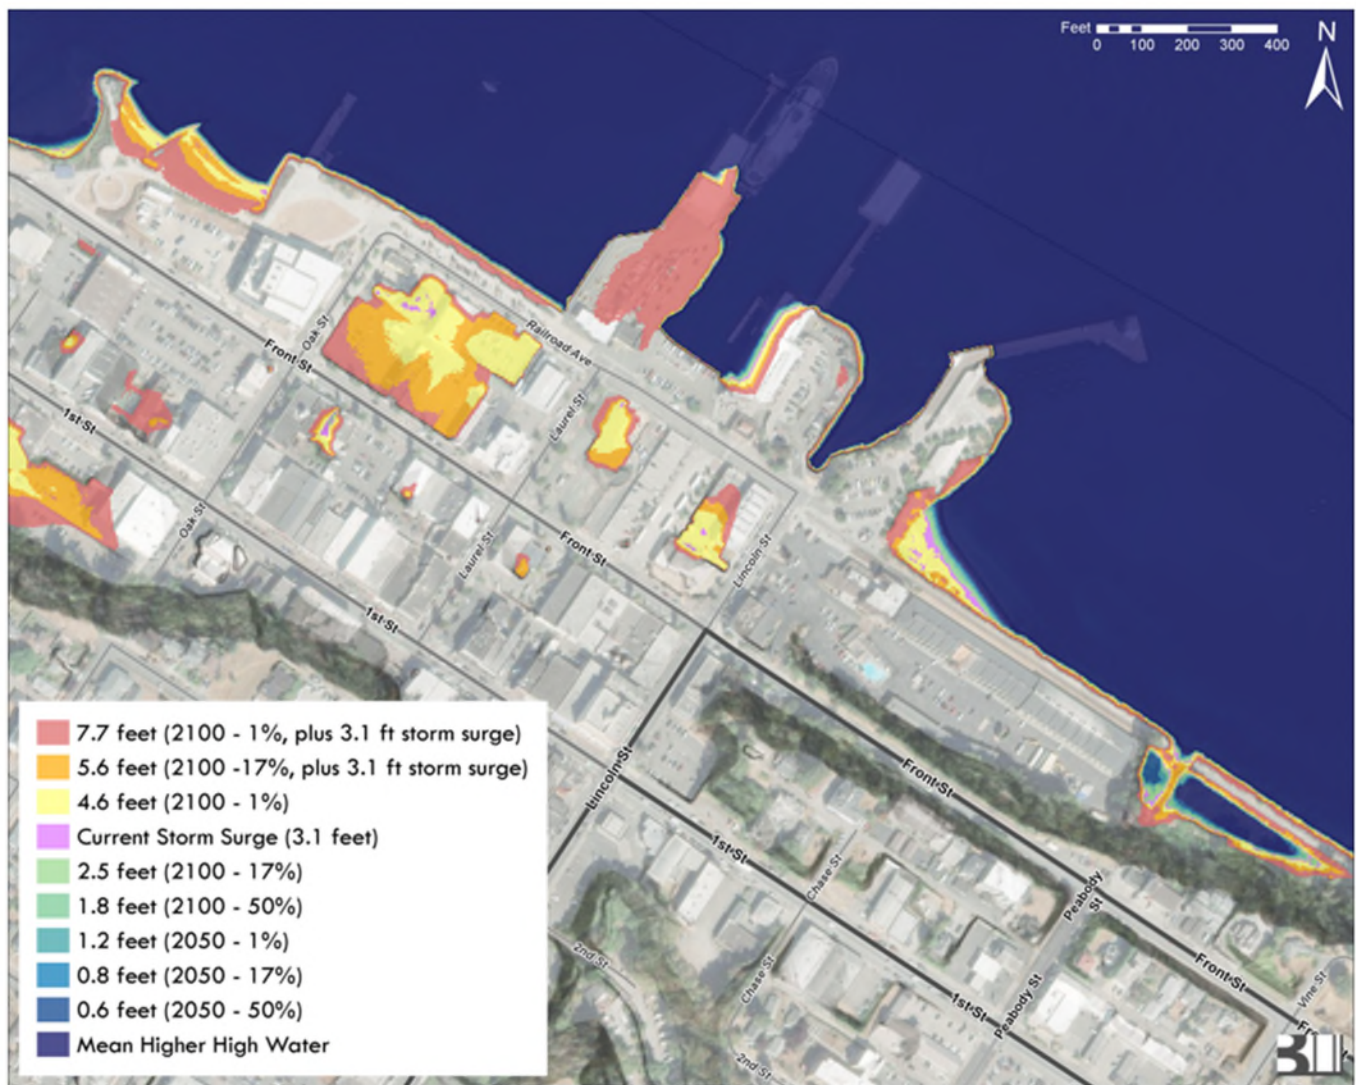 Feet
0 100 200 300 400
N
Oak St
Front St
Railroad Ave
Laurel St
1st St
Oak St
Laurel St
Front St
Lincoln St
1st St
Lincoln St
Front St
1st St
Chase St
Peabody
St
2nd St
Chase St
Front St
1st St
Peabody St
Vine St
2nd St
7.7 feet (2100 - 1%, plus 3.1 ft storm surge)
5.6 feet (2100 -17%, plus 3.1 ft storm surge)
4.6 feet (2100 - 1%)
Current Storm Surge (3.1 feet)
2.5 feet (2100 - 17%)
1.8 feet (2100 - 50%)
1.2 feet (2050 - 1%)
0.8 feet (2050 - 17%)
0.6 feet (2050 - 50%)
Mean Higher High Water